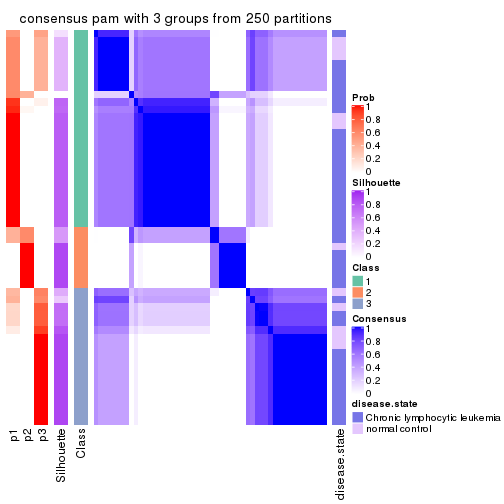 consensus pam with 3 groups from 250 partitions
Prob
1
0.8
0.6
0.4
0.2
0
Silhouette
1
0.8
0.6
0.4
0.2
0
Class
1
2
3
Consensus
1
0.8
0.6
0.4
0.2
0
disease.state
Chronic lymphocytic leukemia
normal control
p1
p2
p3
Silhouette
Class
disease.state